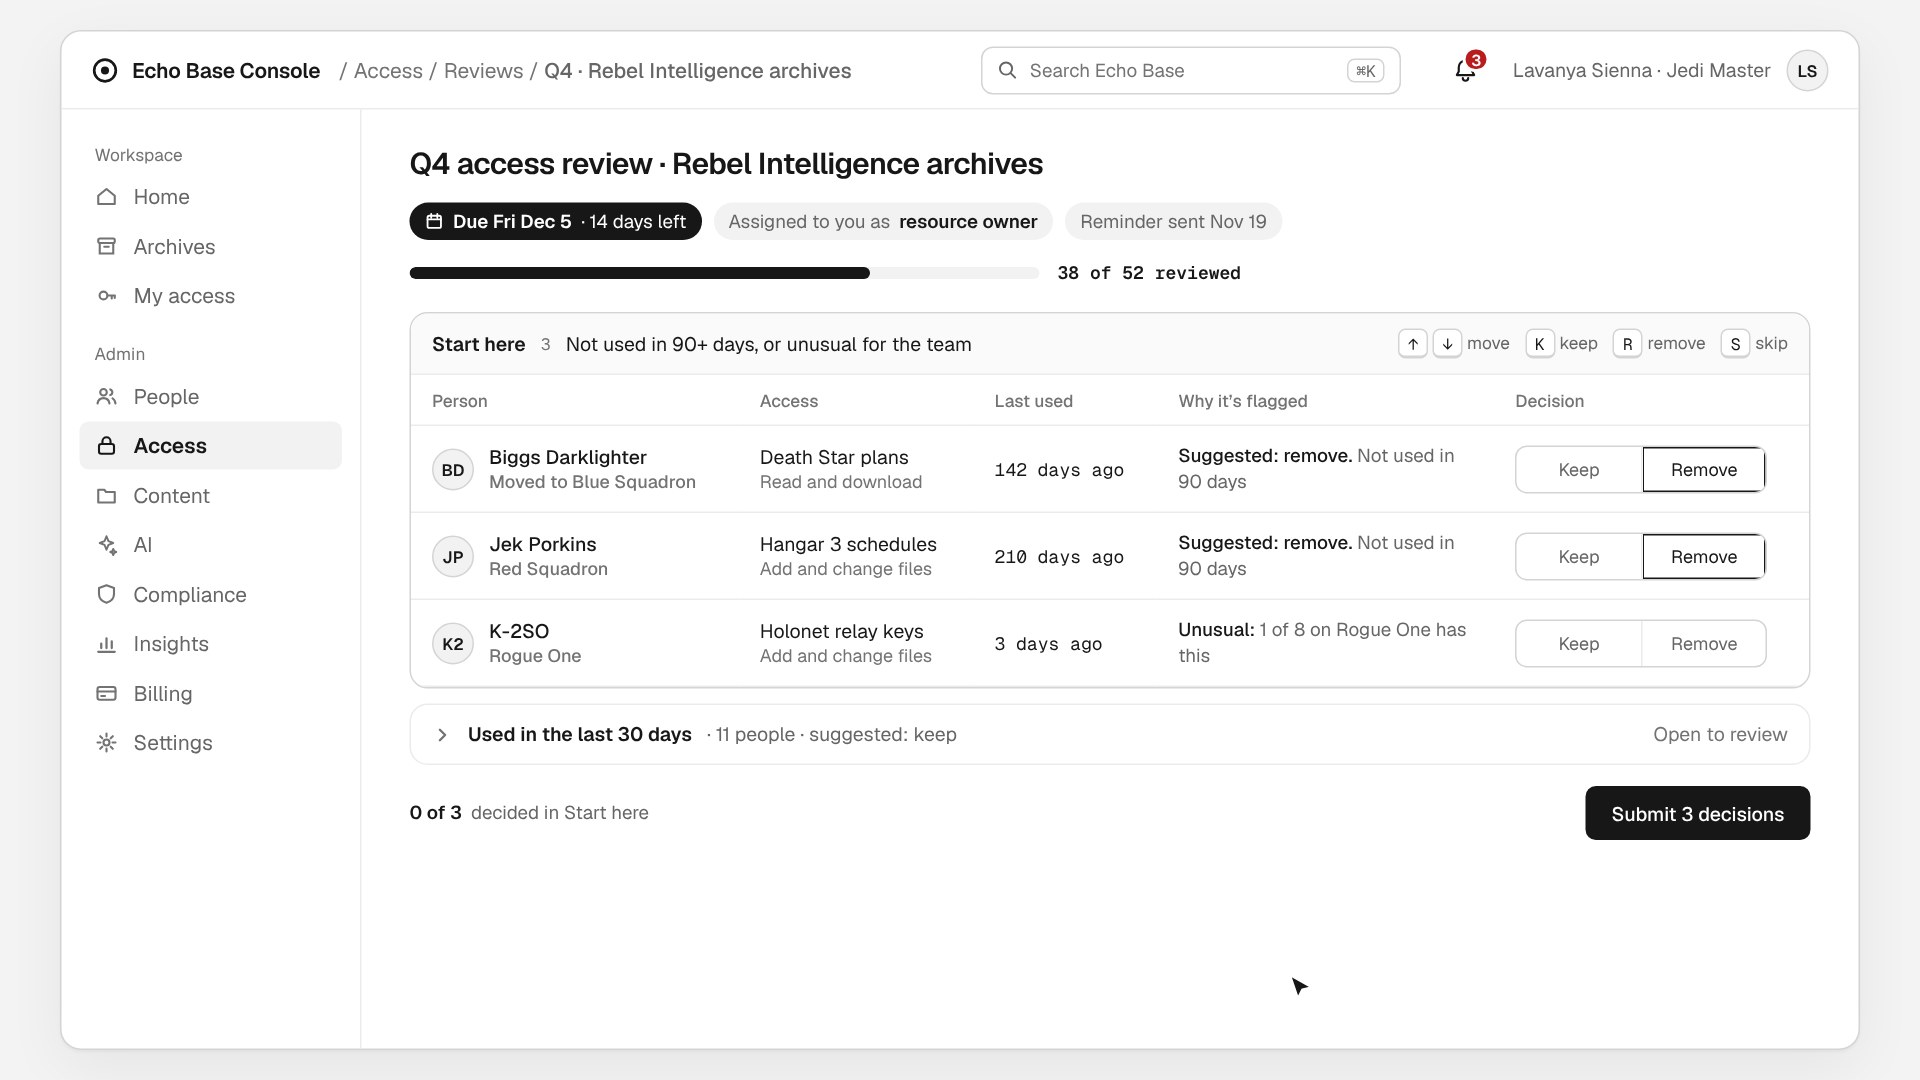 Echo Base Console / Access / Reviews / Q4 · Rebel Intelligence archives
Search Echo Base ⌘K
3
Lavanya Sienna · Jedi Master LS
Workspace
Home
Archives
My access
Admin
People
Access
Content
AI
Compliance
Insights
Billing
Settings
Q4 access review · Rebel Intelligence archives
Due Fri Dec 5 · 14 days left
Assigned to you as resource owner
Reminder sent Nov 19
38 of 52 reviewed
Start here 3 Not used in 90+ days, or unusual for the team
↑ ↓ move K keep R remove S skip
Person Access Last used Why it’s flagged Decision
BD
Biggs Darklighter
Moved to Blue Squadron
Death Star plans
Read and download
142 days ago
Suggested: remove. Not used in
90 days
Keep Remove
JP
Jek Porkins
Red Squadron
Hangar 3 schedules
Add and change files
210 days ago
Suggested: remove. Not used in
90 days
Keep Remove
K2
K-2SO
Rogue One
Holonet relay keys
Add and change files
3 days ago
Unusual: 1 of 8 on Rogue One has
this
Keep Remove
Used in the last 30 days · 11 people · suggested: keep
Open to review
0 of 3 decided in Start here
Submit 3 decisions